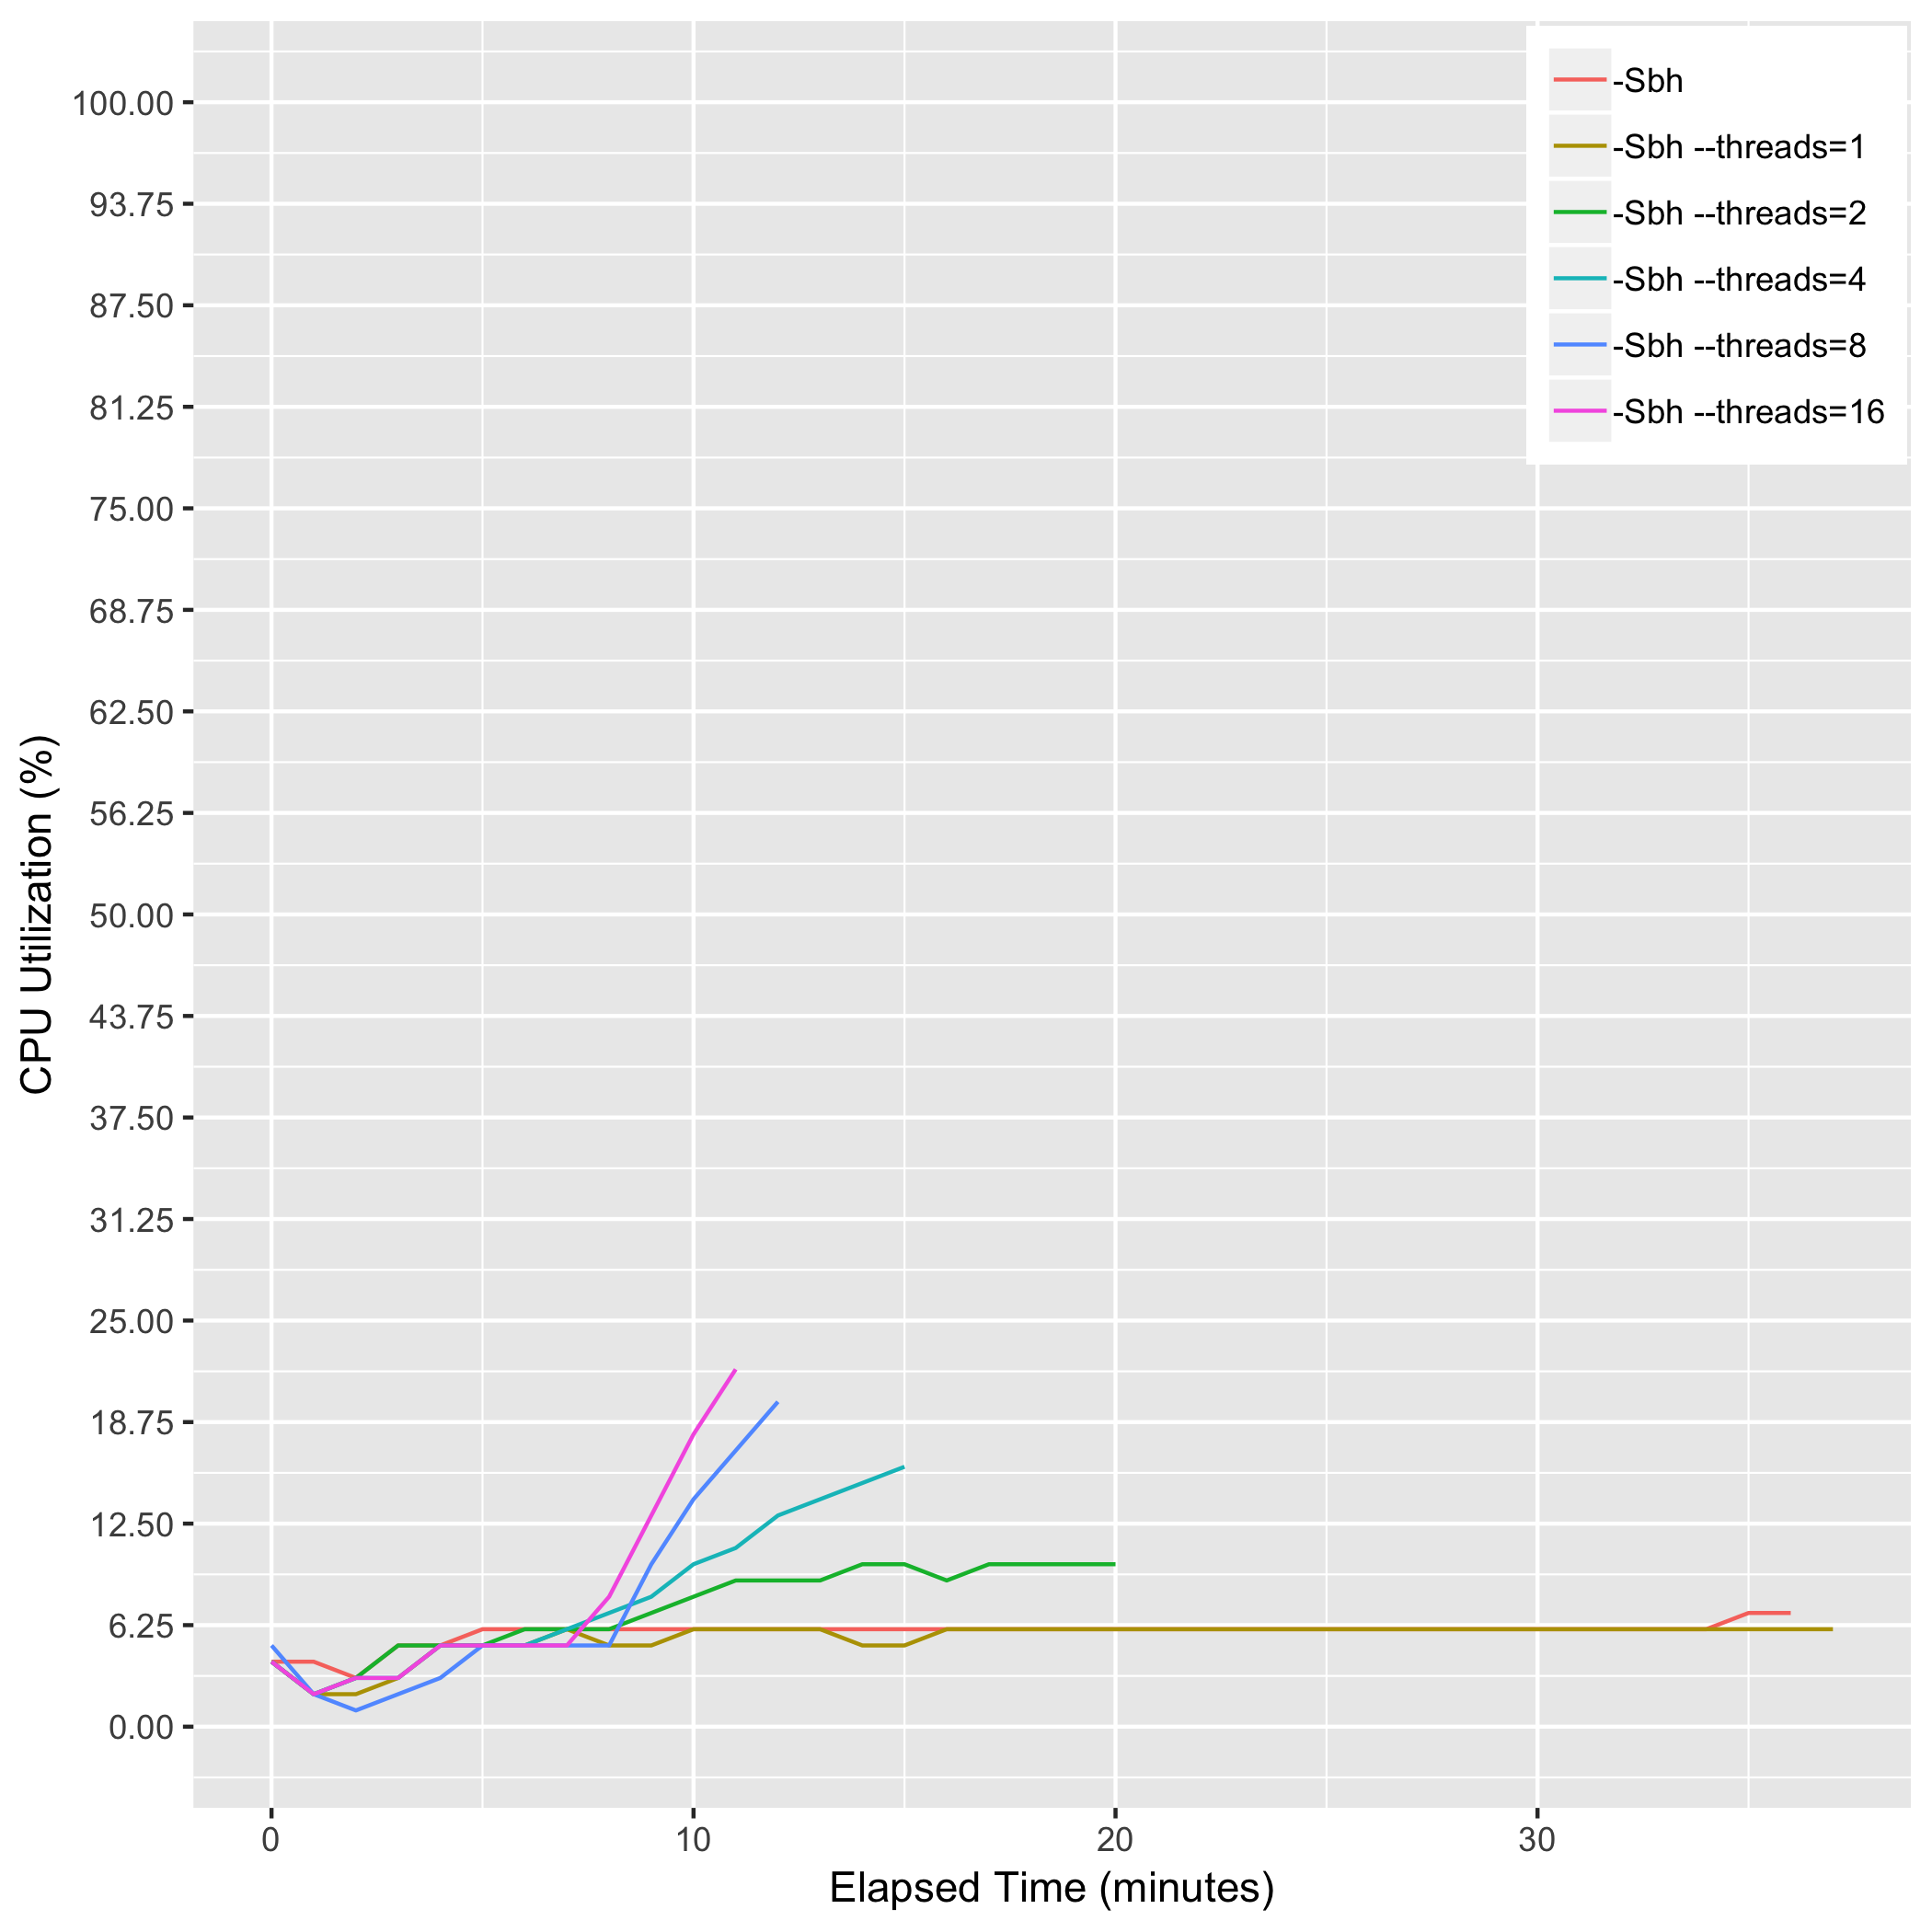 -Sbh
-Sbh --threads=1
-Sbh --threads=2
-Sbh --threads=4
-Sbh --threads=8
-Sbh --threads=16
CPU Utilization (%)
100.00
93.75
87.50
81.25
75.00
68.75
62.50
56.25
50.00
43.75
37.50
31.25
25.00
18.75
12.50
6.25
0.00
0 10 20 30
Elapsed Time (minutes)